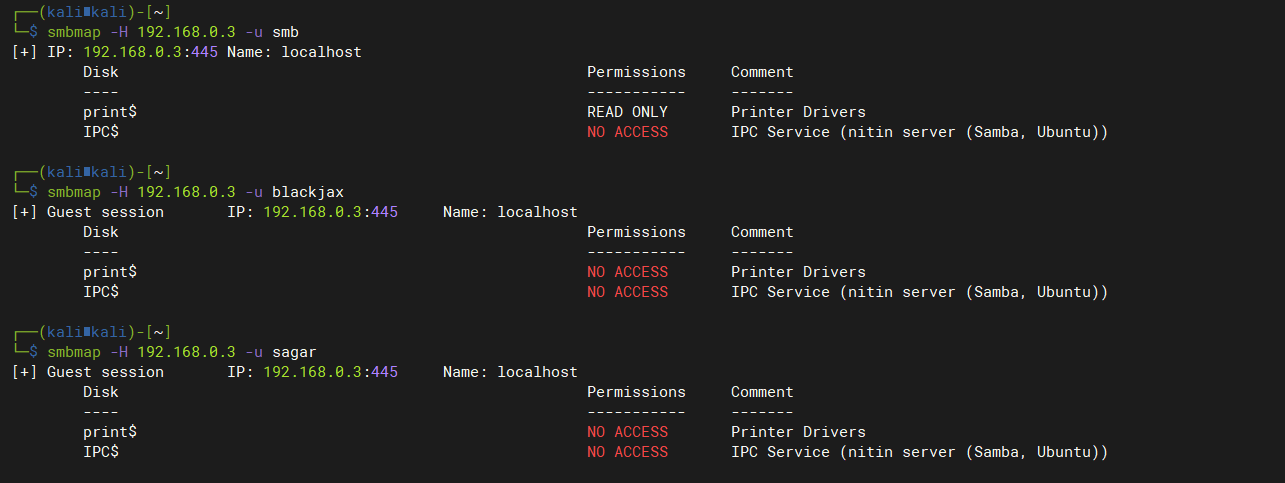 ┌──(kali㉿kali)-[~]
└─$ smbmap -H 192.168.0.3 -u smb
[+] IP: 192.168.0.3:445 Name: localhost
Disk Permissions Comment
---- ----------- -------
print$ READ ONLY Printer Drivers
IPC$ NO ACCESS IPC Service (nitin server (Samba, Ubuntu))
┌──(kali㉿kali)-[~]
└─$ smbmap -H 192.168.0.3 -u blackjax
[+] Guest session IP: 192.168.0.3:445 Name: localhost
Disk Permissions Comment
---- ----------- -------
print$ NO ACCESS Printer Drivers
IPC$ NO ACCESS IPC Service (nitin server (Samba, Ubuntu))
┌──(kali㉿kali)-[~]
└─$ smbmap -H 192.168.0.3 -u sagar
[+] Guest session IP: 192.168.0.3:445 Name: localhost
Disk Permissions Comment
---- ----------- -------
print$ NO ACCESS Printer Drivers
IPC$ NO ACCESS IPC Service (nitin server (Samba, Ubuntu))